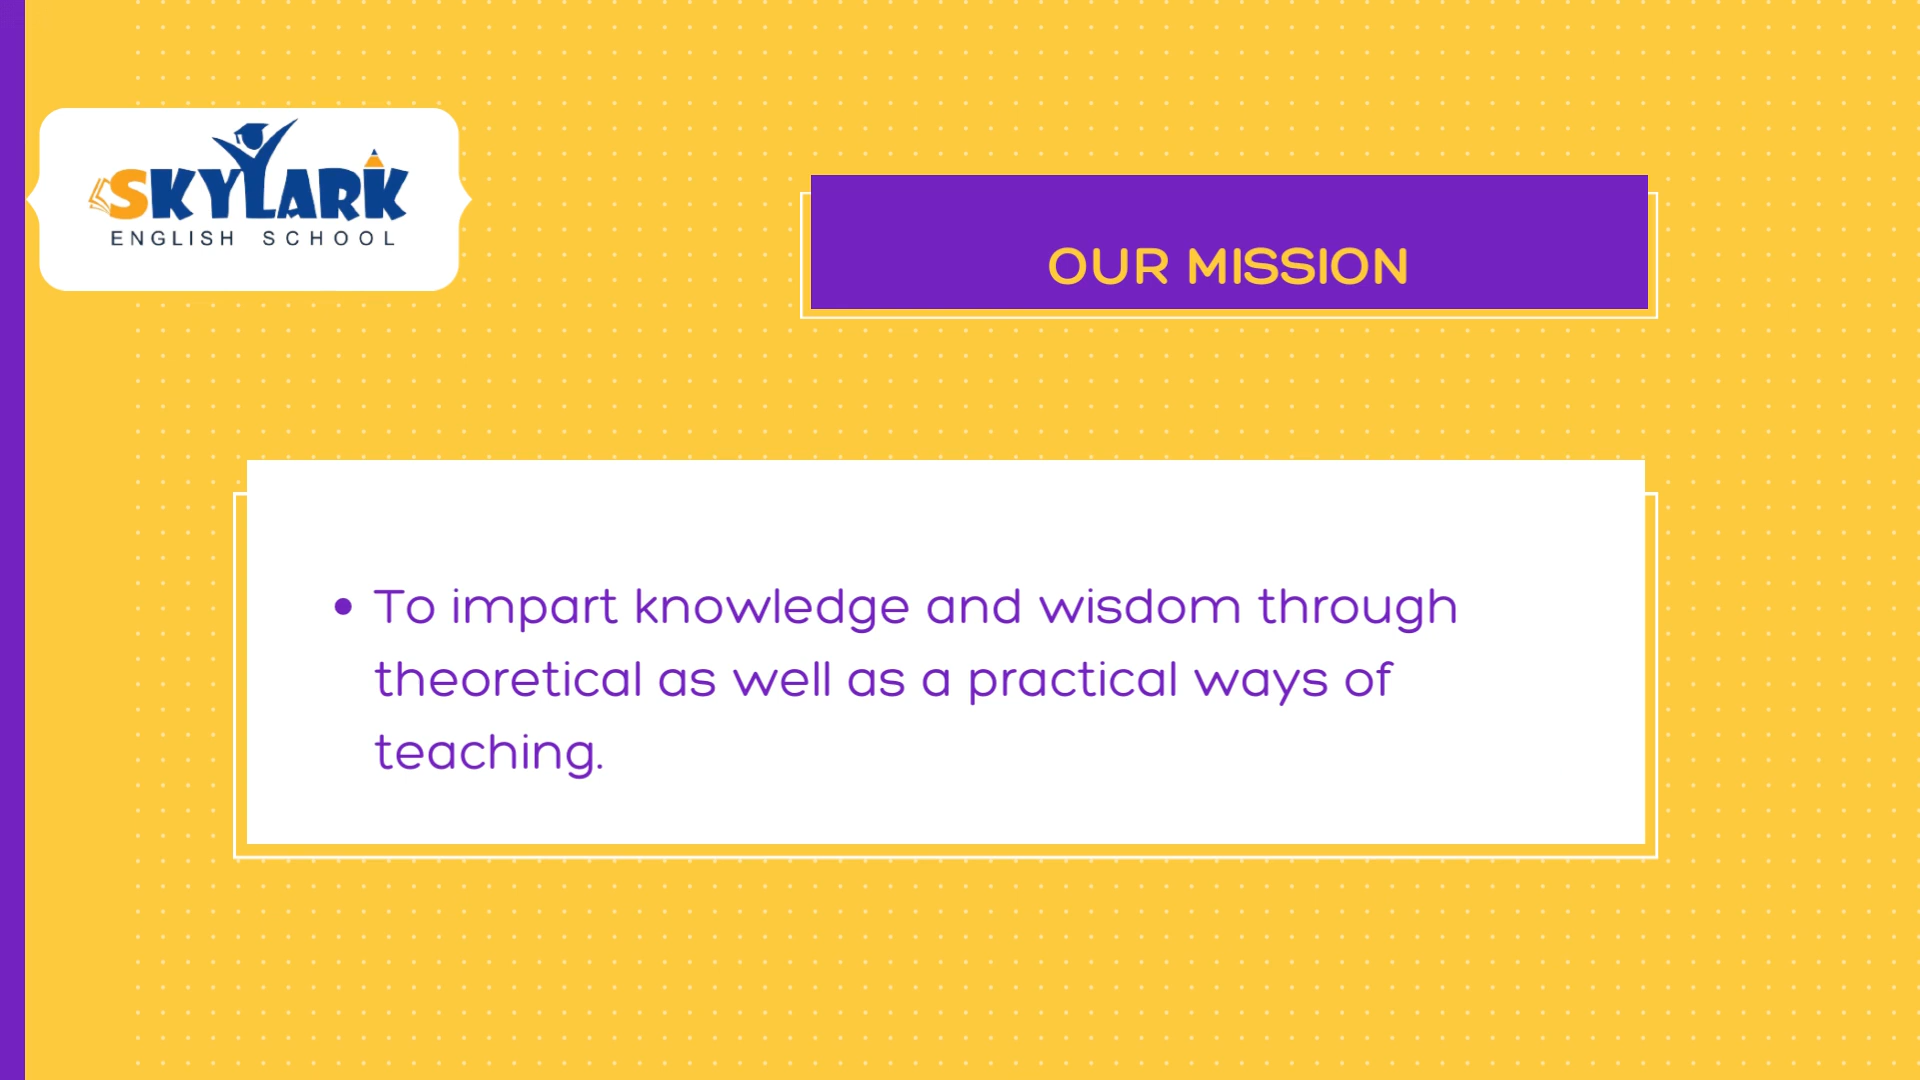 SKYLARK
ENGLISH SCHOOL
OUR MISSION
• To impart knowledge and wisdom through
theoretical as well as a practical ways of
teaching.